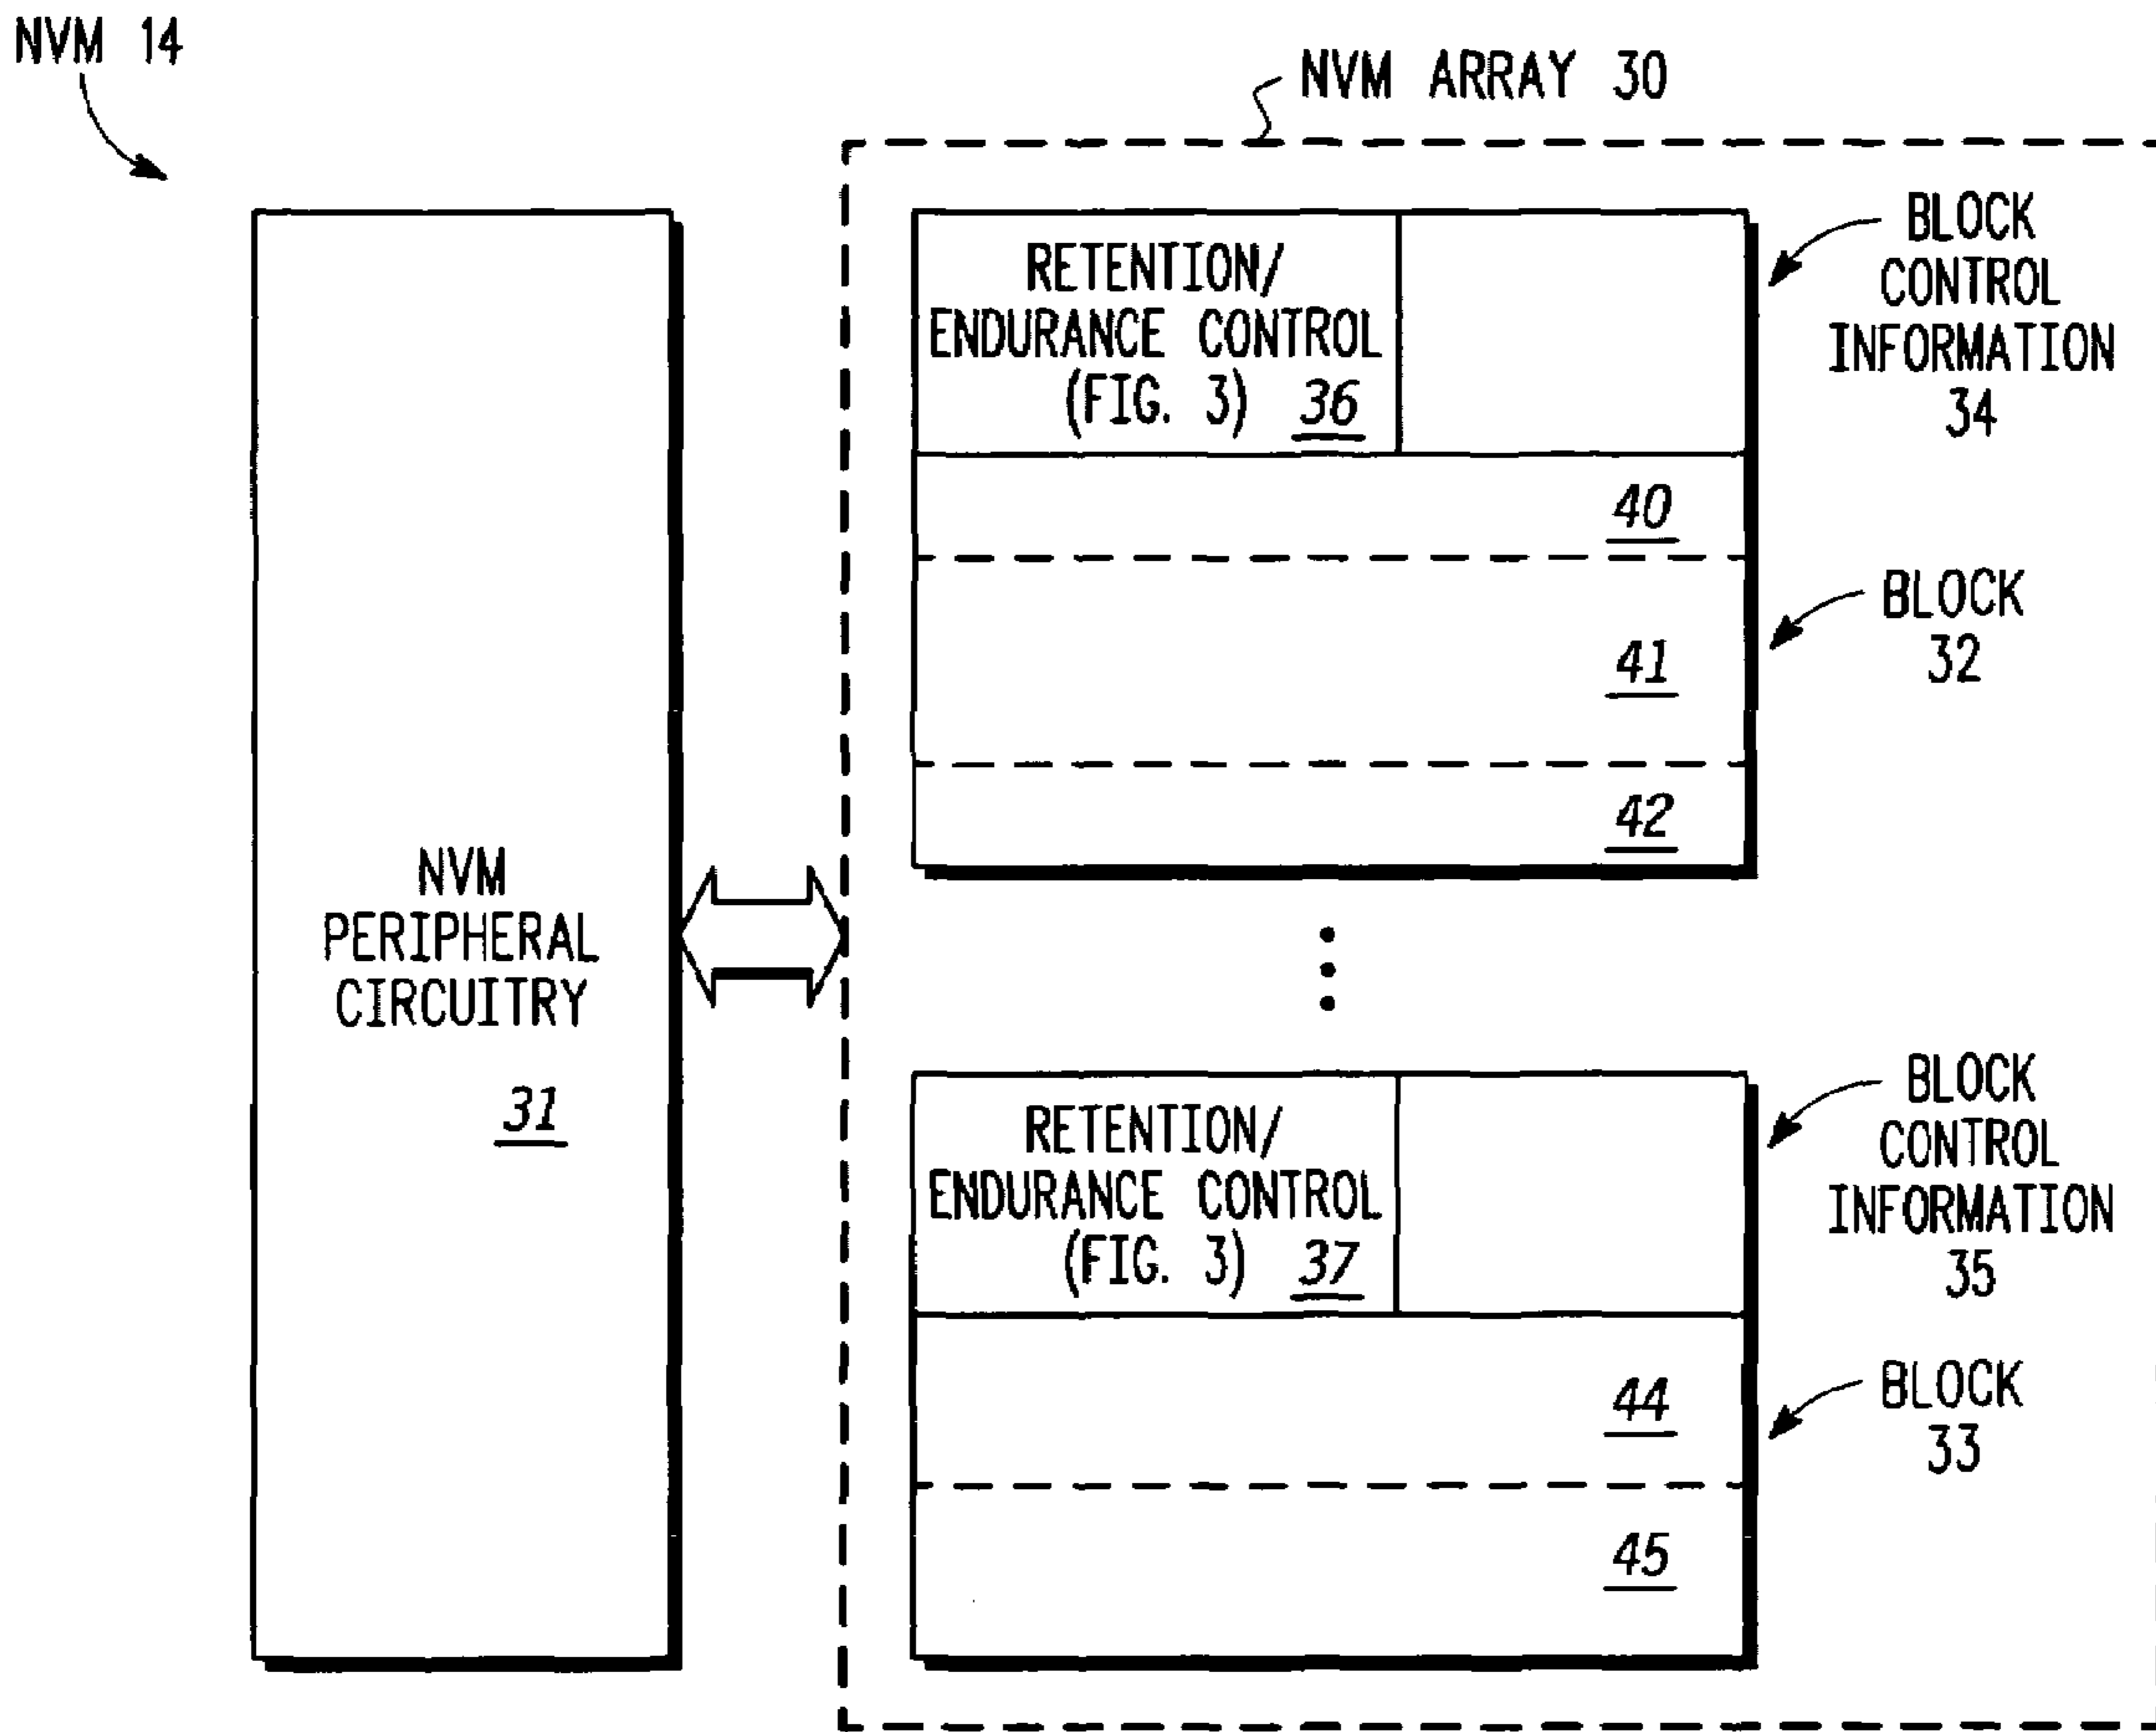 NVM 14
NVM ARRAY 30
RETENTION/
ENDURANCE CONTROL
(FIG. 3) 36
BLOCK
CONTROL
INFORMATION
34
40
41
42
BLOCK
32
NVM
PERIPHERAL
CIRCUITRY
31
RETENTION/
ENDURANCE CONTROL
(FIG. 3) 37
BLOCK
CONTROL
INFORMATION
35
44
45
BLOCK
33